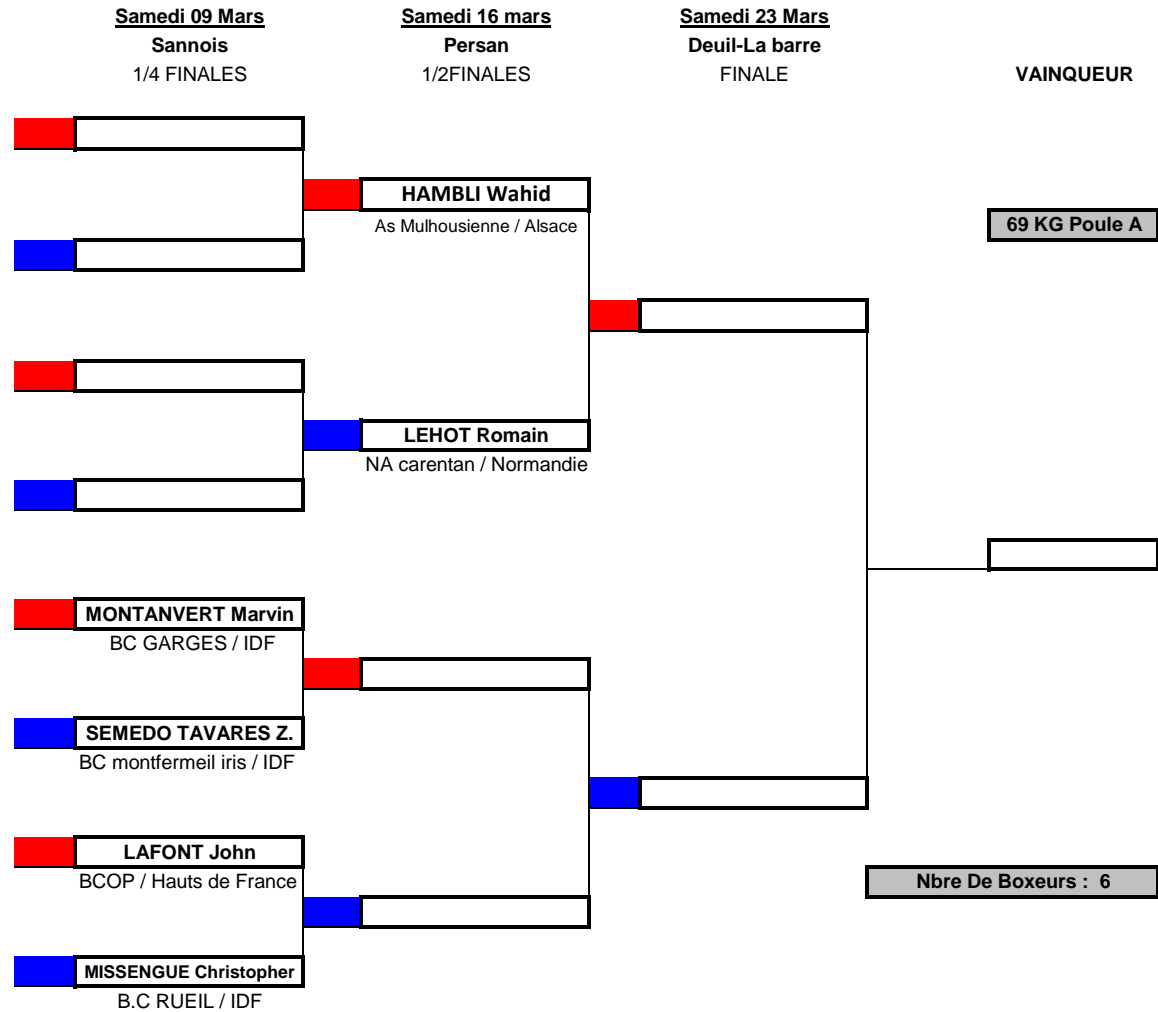 Samedi 09 Mars
Samedi 16 mars
Samedi 23 Mars
Sannois
Persan
Deuil-La barre
1/4 FINALES
1/2FINALES
FINALE
VAINQUEUR
HAMBLI Wahid
As Mulhousienne / Alsace
69 KG Poule A
LEHOT Romain
NA carentan / Normandie
MONTANVERT Marvin
BC GARGES / IDF
SEMEDO TAVARES Z.
BC montfermeil iris / IDF
LAFONT John
BCOP / Hauts de France
Nbre De Boxeurs : 6
MISSENGUE Christopher
B.C RUEIL / IDF